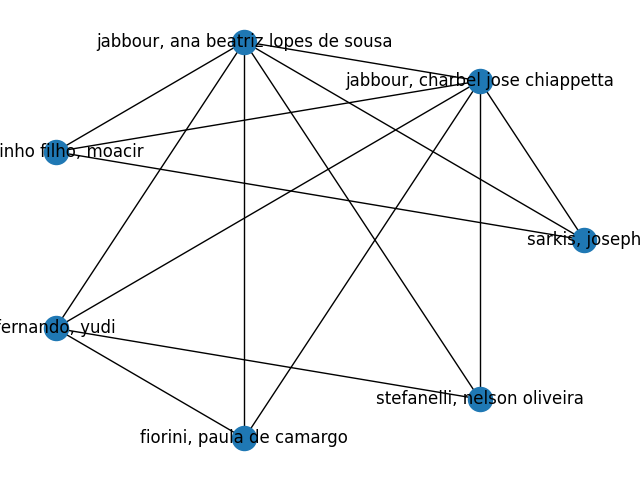 jabbour, ana beatriz lopes de sousa
jabbour, charbel jose chiappetta
inho filho, moacir
sarkis, joseph
fernando, yudi
stefanelli, nelson oliveira
fiorini, paula de camargo